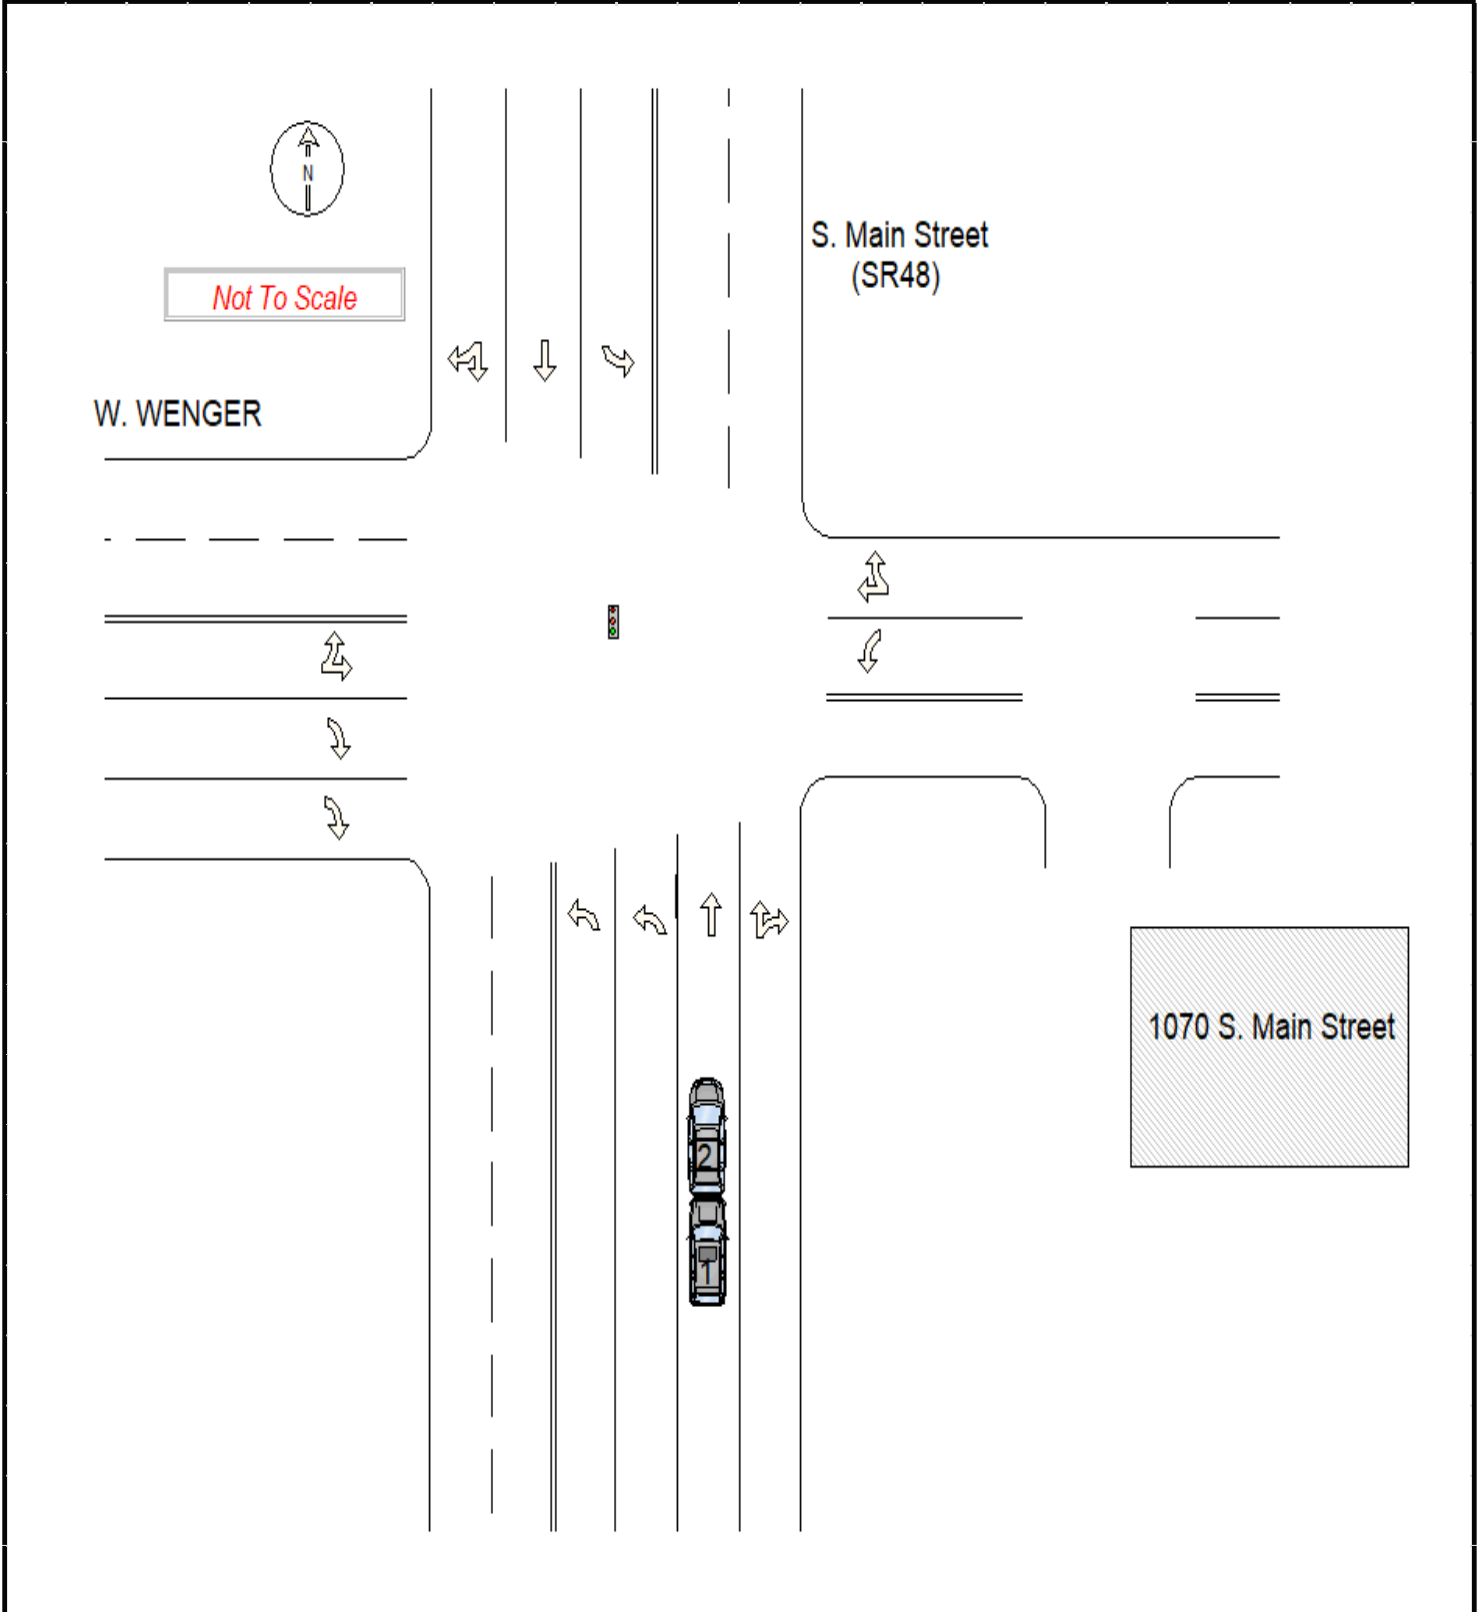 N
S. Main Street
(SR48)
Not To Scale
W. WENGER
1070 S. Main Street
2
1